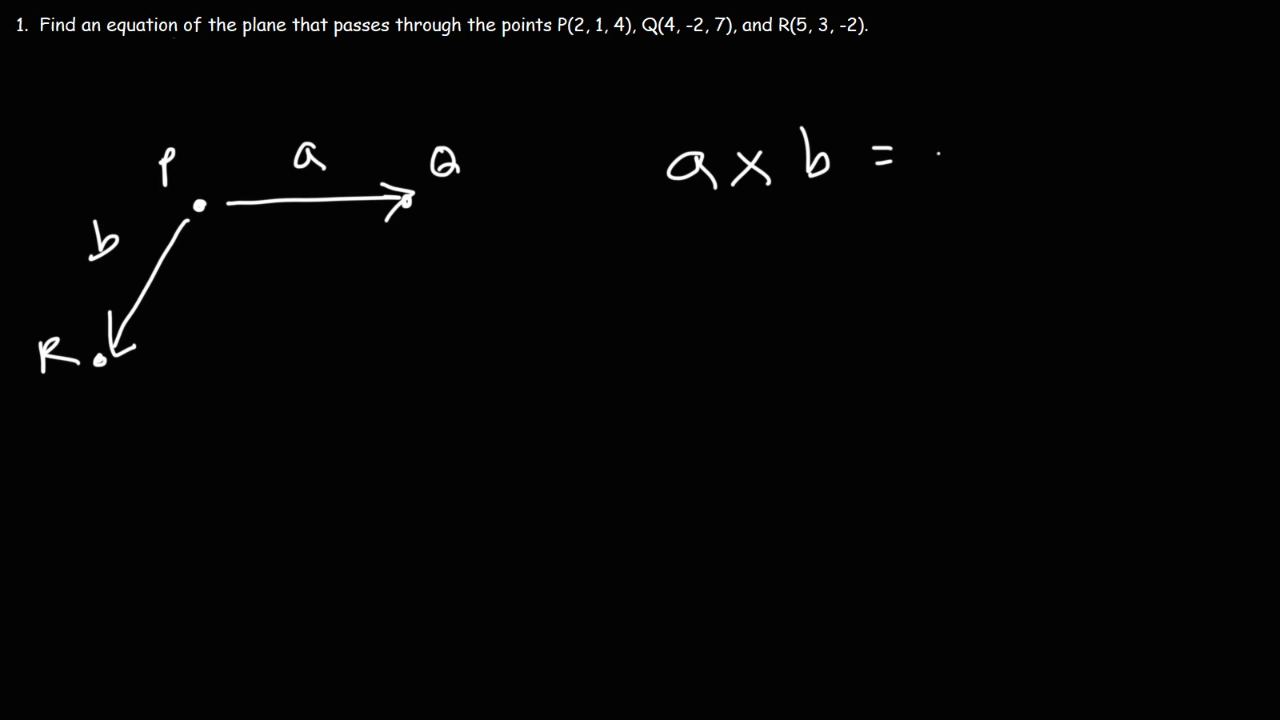 1. Find an equation of the plane that passes through the points P(2, 1, 4), Q(4, -2, 7), and R(5, 3, -2).
P a Q
a × b =
b
R